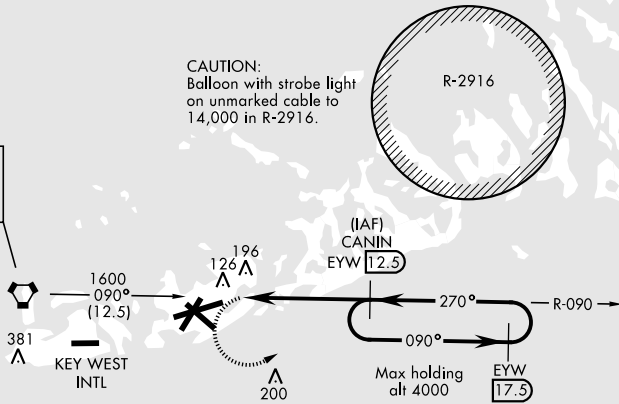 CAUTION:
Balloon with strobe light
on unmarked cable to
14,000 in R-2916.
R-2916
(IAF)
CANIN
EYW 12.5
196
126
1600
090°
(12.5)
270°
R-090
090°
381
KEY WEST
INTL
Max holding
alt 4000
EYW
17.5
200